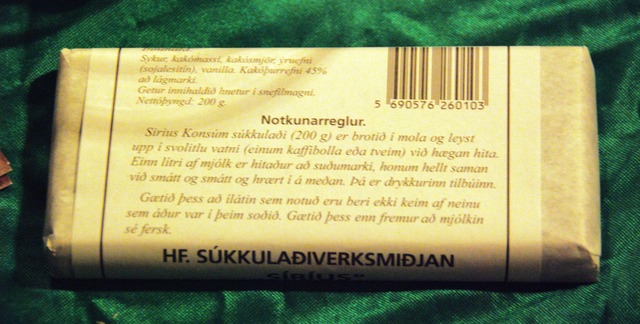 Innihald:
Sykur, kakómassi, kakósmjör, ýruefni
(sojalesitín), vanilla. Kakóþurrefni 45%
að lágmarki.
Getur innihaldið hnetur í snefilmagni.
Nettóþyngd: 200 g.
5 690576 260103
Notkunarreglur.
Síríus Konsúm súkkulaði (200 g) er brotið í mola og leyst
upp í svolitlu vatni (einum kaffibolla eða tveim) við hægan hita.
Einn lítri af mjólk er hitaður að suðumarki, honum hellt saman
við smátt og smátt og hrært í á meðan. Þá er drykkurinn tilbúinn.
Gætið þess að ílátin sem notuð eru beri ekki keim af neinu
sem áður var í þeim soðið. Gætið þess enn fremur að mjólkin
sé fersk.
HF. SÚKKULAÐIVERKSMIÐJAN
SÍRÍUS"